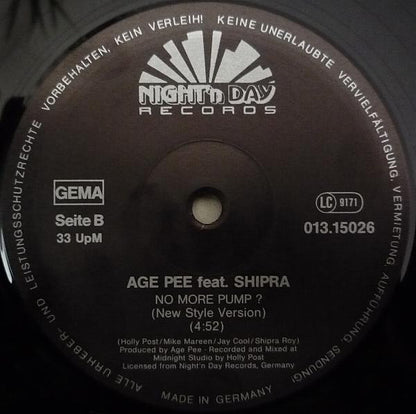 ALLE URHEBER- UND LEISTUNGSSCHUTZRECHTE VORBEHALTEN, KEIN VERLEIH! KEINE UNERLAUBTE VERVIELFÄLTIGUNG, VERMIETUNG, AUFFÜHRUNG, SENDUNG!
NIGHT'n DAY
RECORDS
GEMA
Seite B
33 UpM
LC 9171
013.15026
AGE PEE feat. SHIPRA
NO MORE PUMP ?
(New Style Version)
(4:52)
(Holly Post/Mike Mareen/Jay Cool/Shipra Roy)
Produced by Age Pee - Recorded and Mixed at
Midnight Studio by Holly Post
Licensed from Night'n Day Records, Germany
MADE IN GERMANY